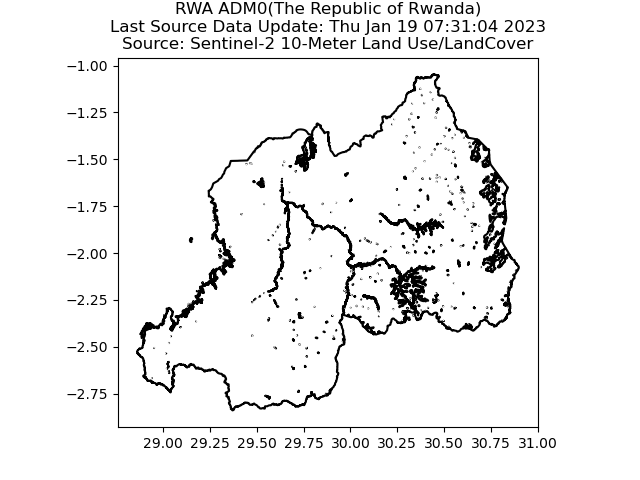 RWA ADM0(The Republic of Rwanda)
Last Source Data Update: Thu Jan 19 07:31:04 2023
Source: Sentinel-2 10-Meter Land Use/LandCover
−1.00
−1.25
−1.50
−1.75
−2.00
−2.25
−2.50
−2.75
29.00 29.25 29.50 29.75 30.00 30.25 30.50 30.75 31.00